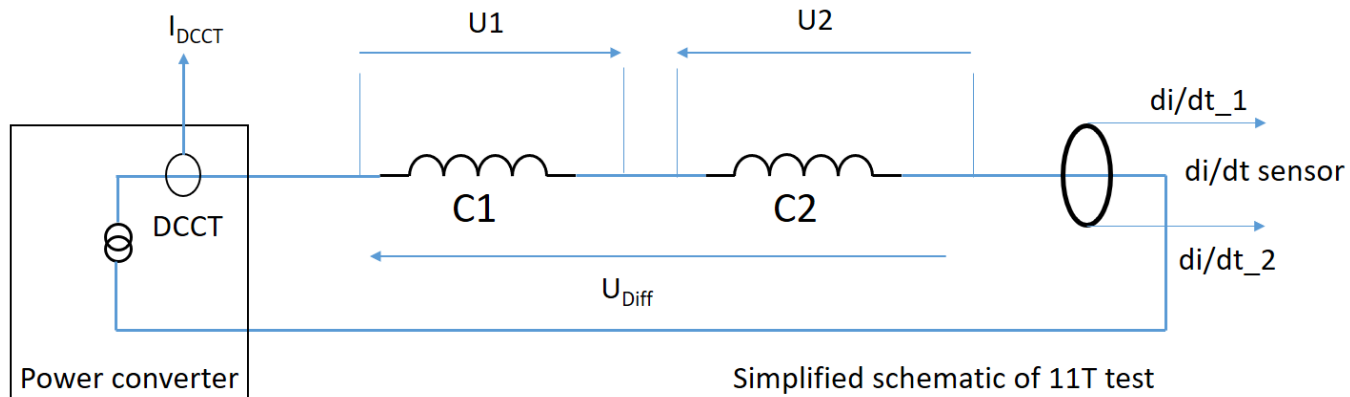 I_DCCT
U1
U2
di/dt_1
di/dt sensor
DCCT
C1
C2
di/dt_2
U_Diff
Power converter
Simplified schematic of 11T test